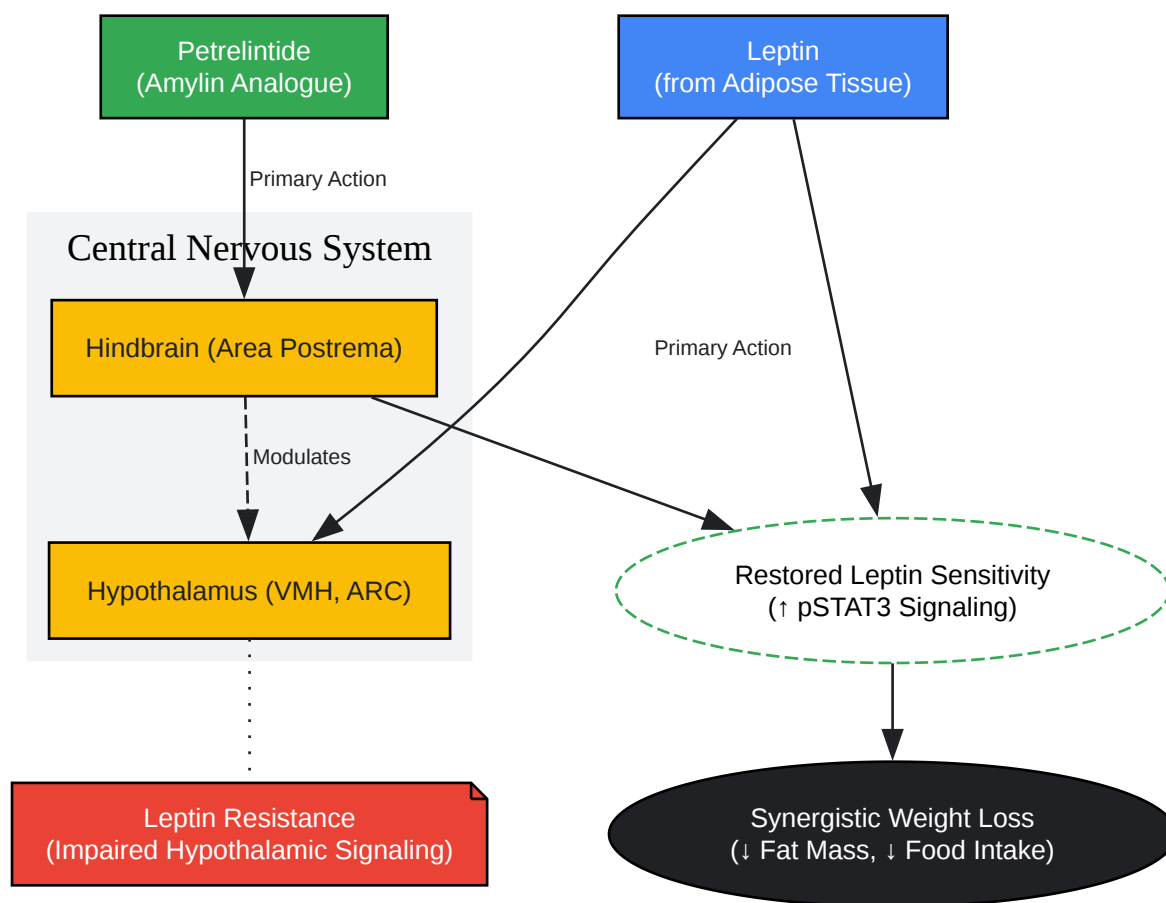 Petrelintide
(Amylin Analogue)
Leptin
(from Adipose Tissue)
Primary Action
Central Nervous System
Hindbrain (Area Postrema)
Primary Action
Modulates
Hypothalamus (VMH, ARC)
Restored Leptin Sensitivity
(↑ pSTAT3 Signaling)
Leptin Resistance
(Impaired Hypothalamic Signaling)
Synergistic Weight Loss
(↓ Fat Mass, ↓ Food Intake)